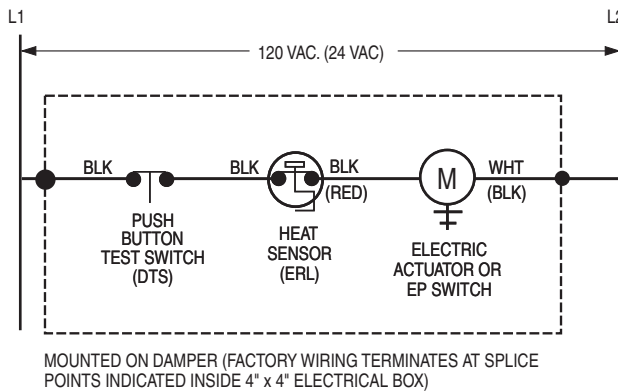 L1
L2
120 VAC. (24 VAC)
BLK
BLK
BLK
WHT
(RED)
(BLK)
M
PUSH
BUTTON
TEST SWITCH
(DTS)
HEAT
SENSOR
(ERL)
ELECTRIC
ACTUATOR OR
EP SWITCH
MOUNTED ON DAMPER (FACTORY WIRING TERMINATES AT SPLICE
POINTS INDICATED INSIDE 4" x 4" ELECTRICAL BOX)